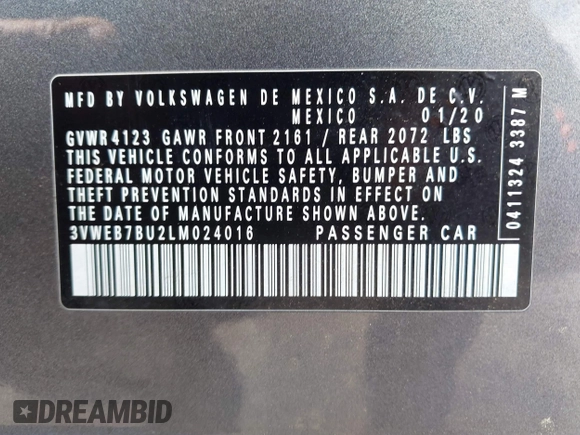 MFD BY VOLKSWAGEN DE MEXICO S.A. DE C.V.
MEXICO 01/20
GVWR4123 GAWR FRONT 2161 / REAR 2072 LBS
THIS VEHICLE CONFORMS TO ALL APPLICABLE U.S.
FEDERAL MOTOR VEHICLE SAFETY, BUMPER AND
THEFT PREVENTION STANDARDS IN EFFECT ON
THE DATE OF MANUFACTURE SHOWN ABOVE.
3VWEB7BU2LM024016 PASSENGER CAR
0411324 3387 M
DREAMBID